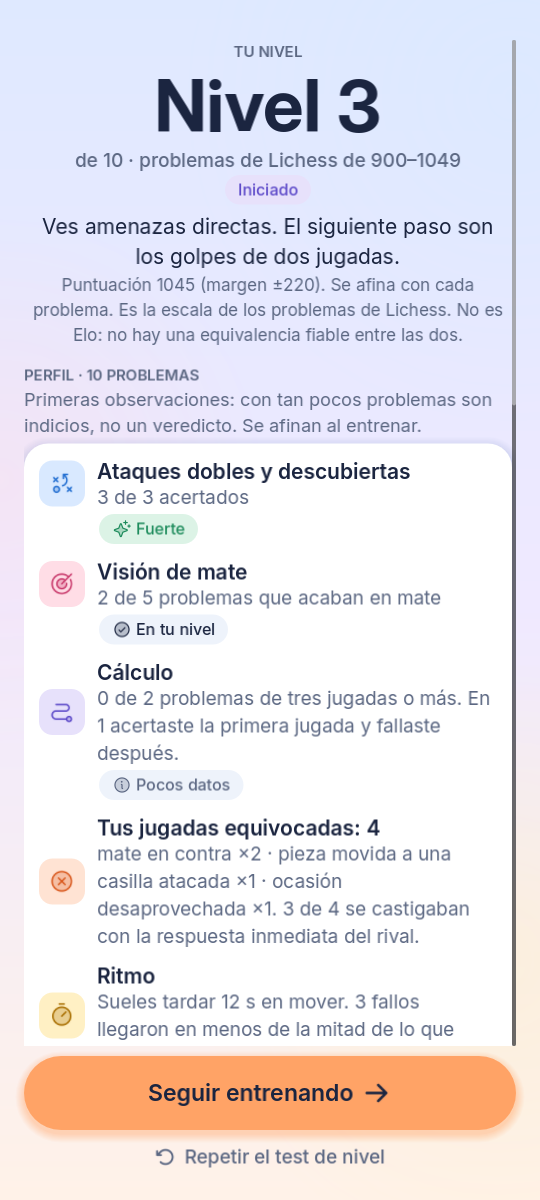 TU NIVEL
Nivel 3
de 10 · problemas de Lichess de 900–1049
Iniciado
Ves amenazas directas. El siguiente paso son
los golpes de dos jugadas.
Puntuación 1045 (margen ±220). Se afina con cada
problema. Es la escala de los problemas de Lichess. No es
Elo: no hay una equivalencia fiable entre las dos.
PERFIL · 10 PROBLEMAS
Primeras observaciones: con tan pocos problemas son
indicios, no un veredicto. Se afinan al entrenar.
Ataques dobles y descubiertas
3 de 3 acertados
Fuerte
Visión de mate
2 de 5 problemas que acaban en mate
En tu nivel
Cálculo
0 de 2 problemas de tres jugadas o más. En
1 acertaste la primera jugada y fallaste
después.
Pocos datos
Tus jugadas equivocadas: 4
mate en contra ×2 · pieza movida a una
casilla atacada ×1 · ocasión
desaprovechada ×1. 3 de 4 se castigaban
con la respuesta inmediata del rival.
Ritmo
Sueles tardar 12 s en mover. 3 fallos
llegaron en menos de la mitad de lo que
Seguir entrenando →
Repetir el test de nivel